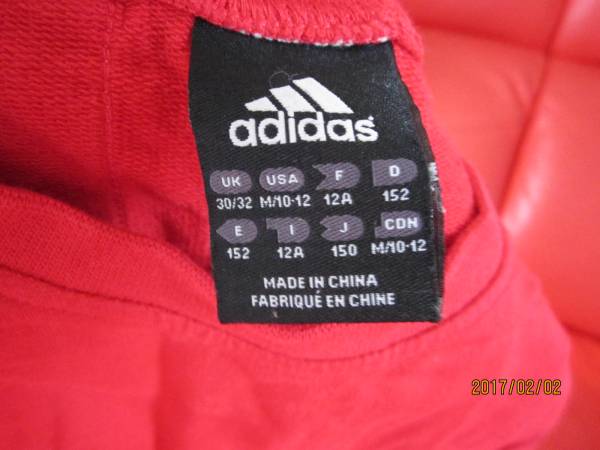 adidas
UK USA F D
30/32 M/10-12 12A 152
E I J CDN
152 12A 150 M/10-12
MADE IN CHINA
FABRIQUÉ EN CHINE
2017/02/02